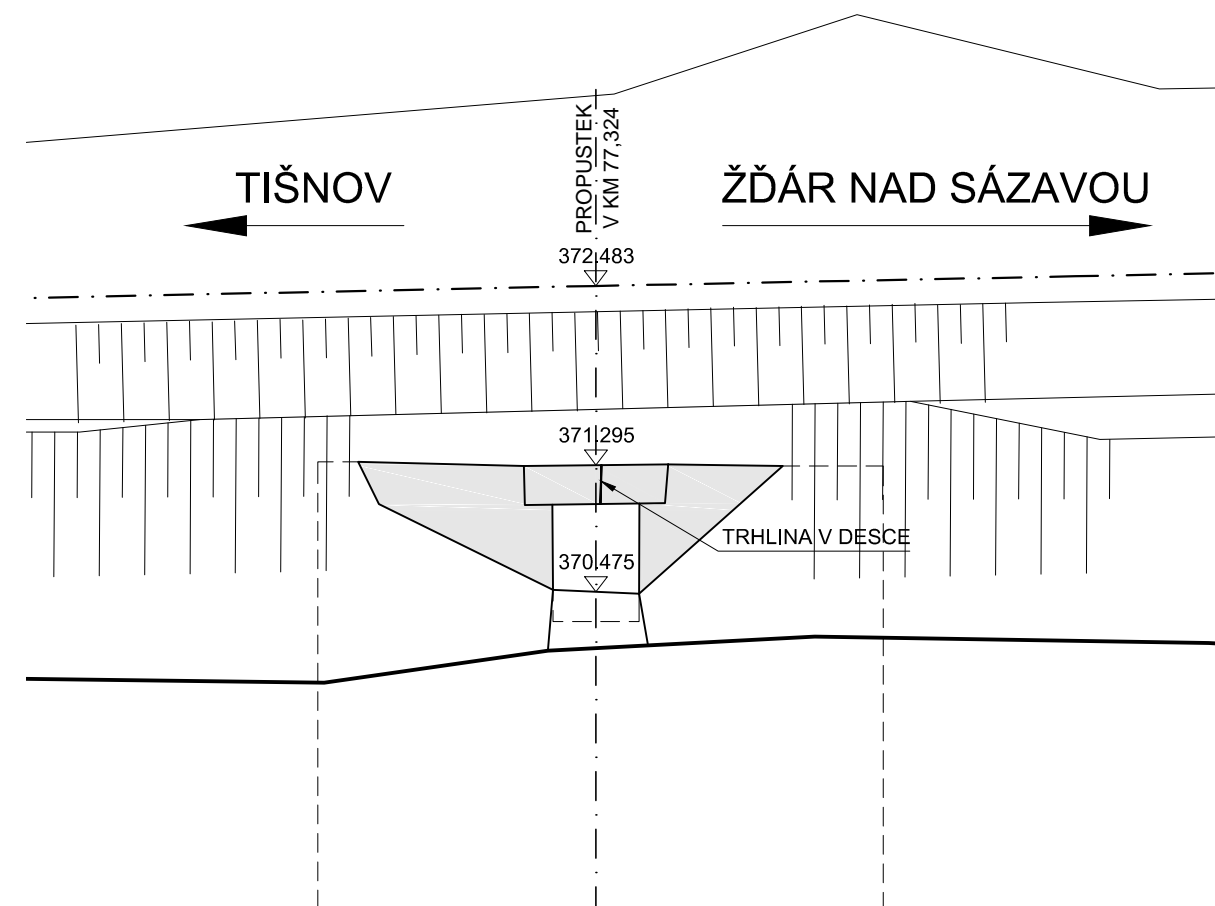 PROPUSTEK
V KM 77,324
TIŠNOV
ŽĎÁR NAD SÁZAVOU
372.483
371.295
TRHLINA V DESCE
370.475